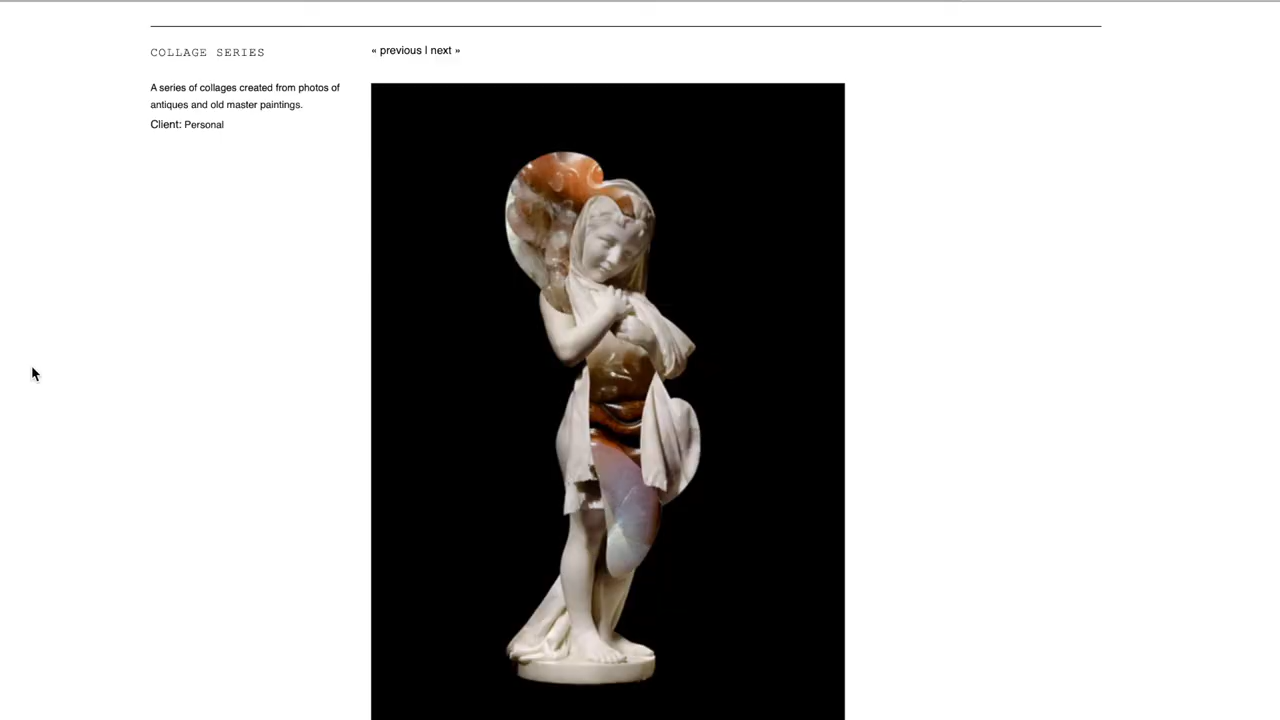 COLLAGE SERIES
« previous | next »
A series of collages created from photos of
antiques and old master paintings.
Client: Personal